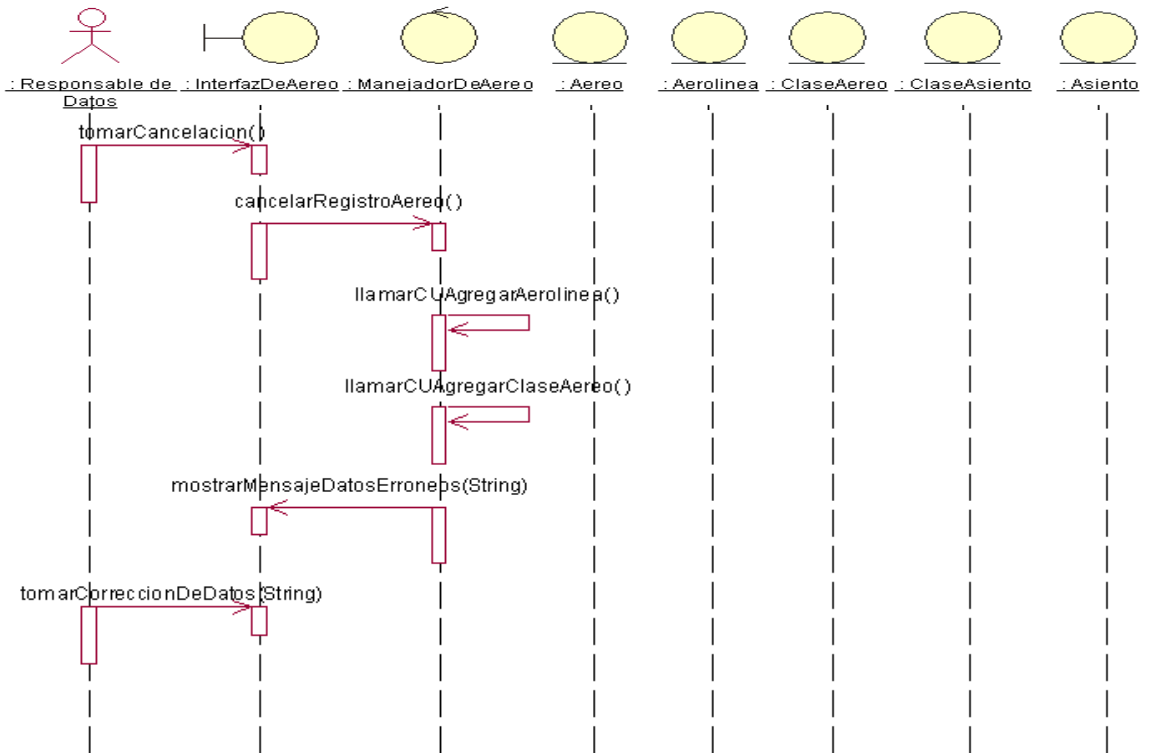 : Responsable de Datos
: InterfazDeAereo
: ManejadorDeAereo
: Aereo
: Aerolinea
: ClaseAereo
: ClaseAsiento
: Asiento
tomarCancelacion()
cancelarRegistroAereo()
llamarCUAgregarAerolinea()
llamarCUAgregarClaseAereo()
mostrarMensajeDatosErroneos(String)
tomarCorreccionDeDatos(String)